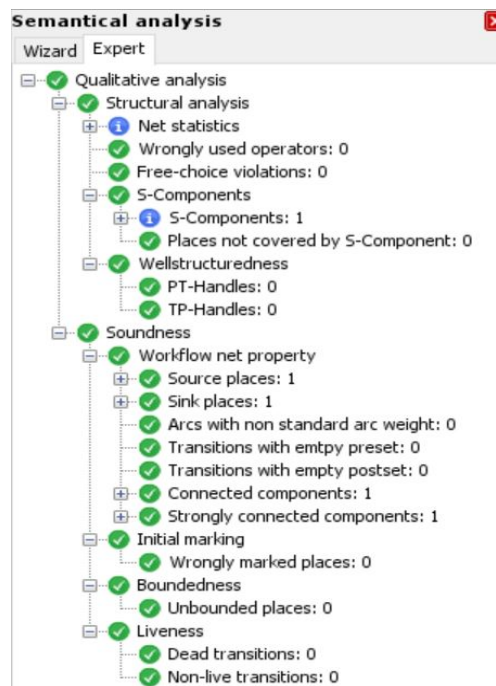 Semantical analysis
Wizard Expert
Qualitative analysis
Structural analysis
Net statistics
Wrongly used operators: 0
Free-choice violations: 0
S-Components
S-Components: 1
Places not covered by S-Component: 0
Wellstructuredness
PT-Handles: 0
TP-Handles: 0
Soundness
Workflow net property
Source places: 1
Sink places: 1
Arcs with non standard arc weight: 0
Transitions with emtpy preset: 0
Transitions with empty postset: 0
Connected components: 1
Strongly connected components: 1
Initial marking
Wrongly marked places: 0
Boundedness
Unbounded places: 0
Liveness
Dead transitions: 0
Non-live transitions: 0